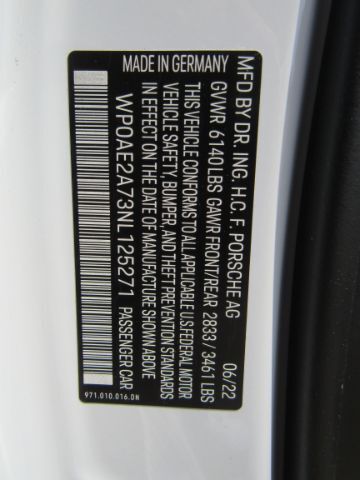 MADE IN GERMANY
MFD BY DR. ING. H.C. F. PORSCHE AG 06/22
GVWR 6140 LBS GAWR FRONT/REAR 2833 / 3461 LBS
THIS VEHICLE CONFORMS TO ALL APPLICABLE U.S FEDERAL MOTOR
VEHICLE SAFETY, BUMPER, AND THEFT PREVENTION STANDARDS
IN EFFECT ON THE DATE OF MANUFACTURE SHOWN ABOVE
WP0AE2A73NL125271 PASSENGER CAR
971.010.016.DN